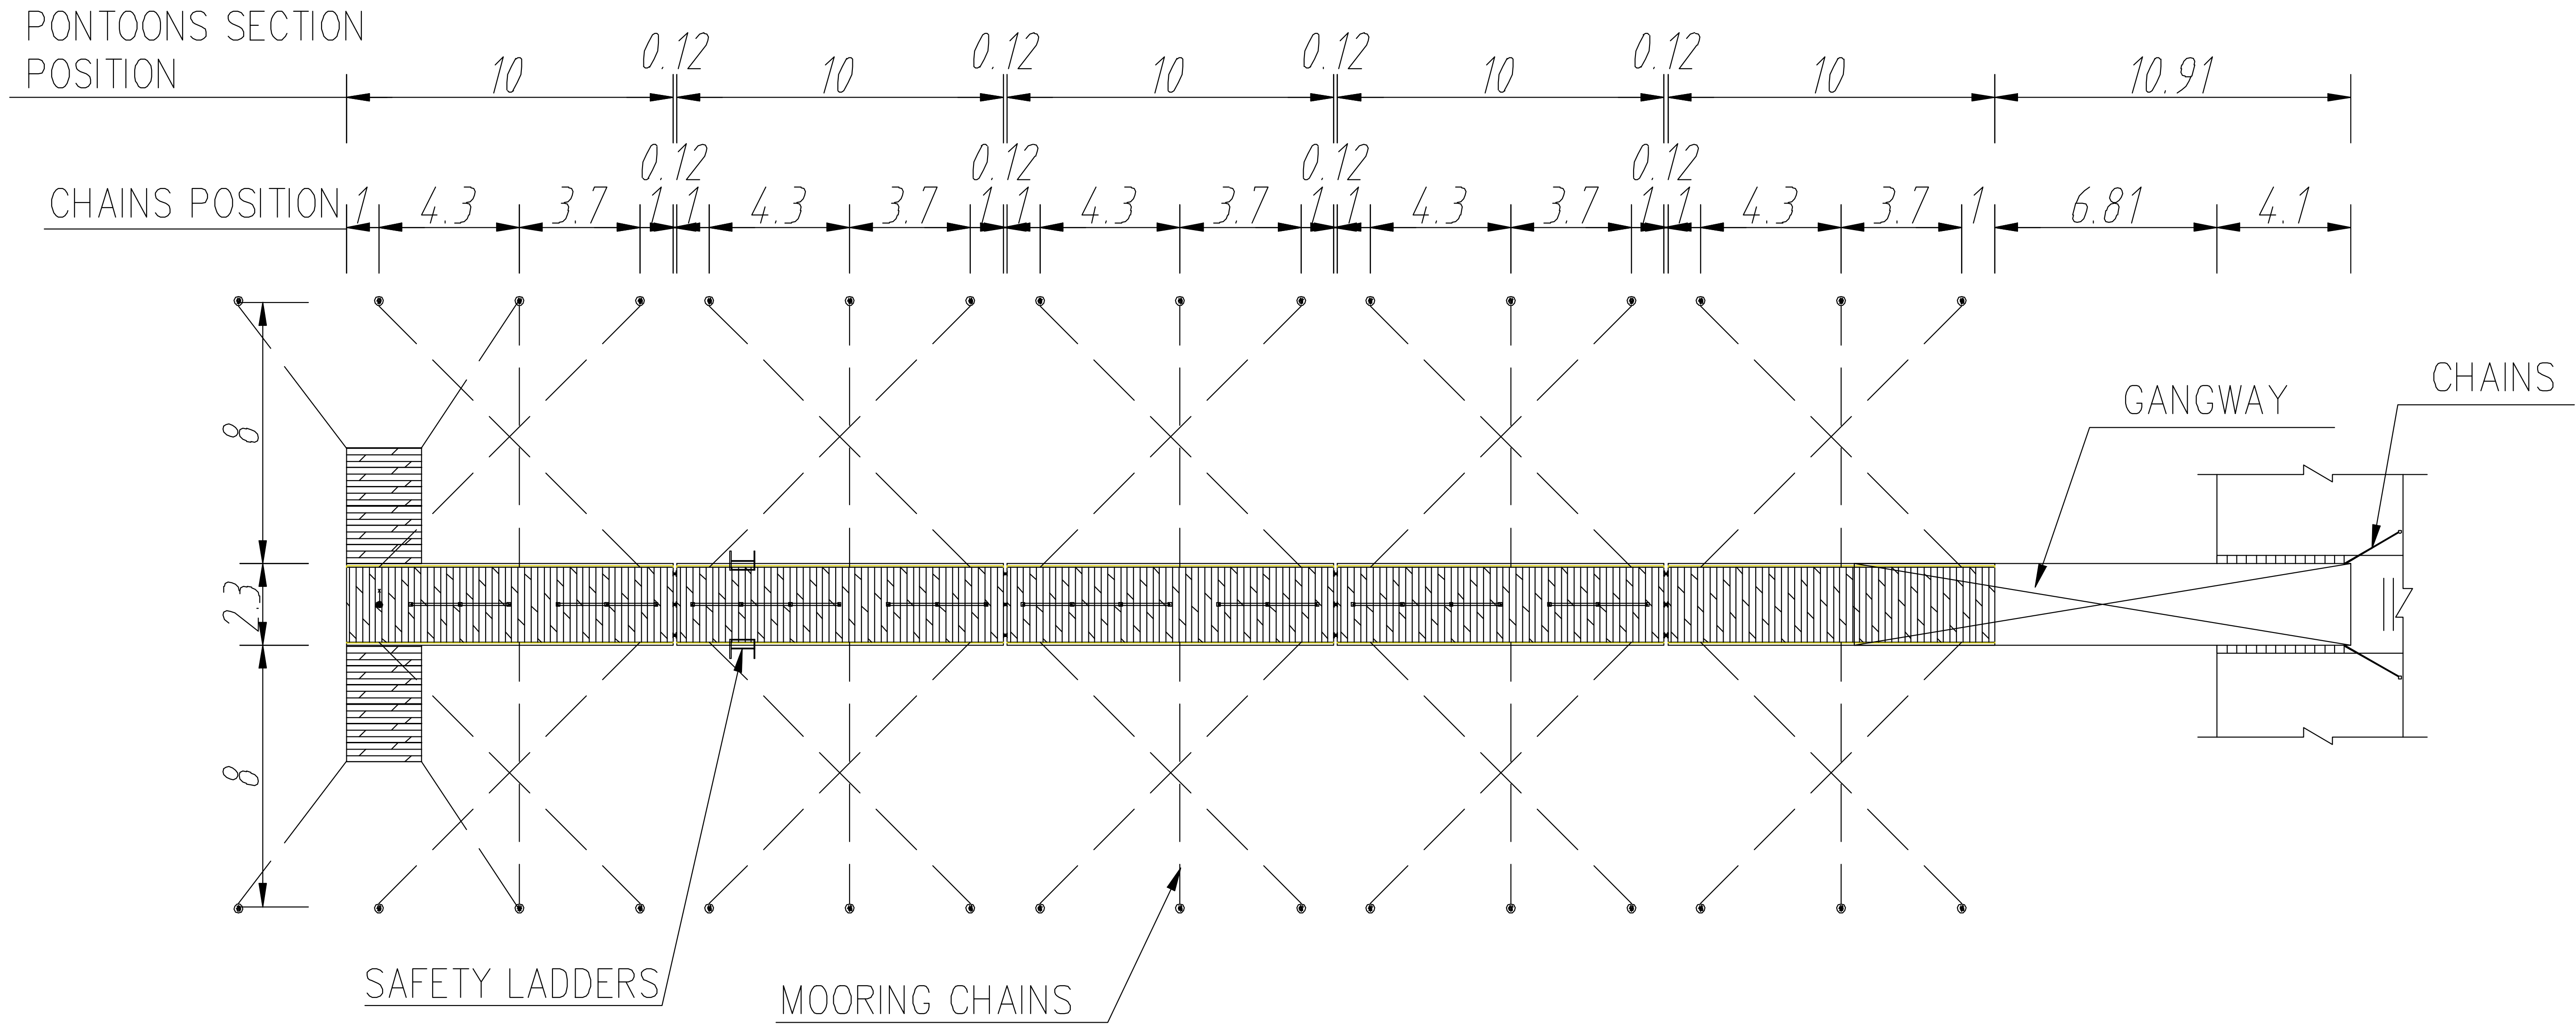 PONTOONS SECTION
POSITION
10 0.12 10 0.12 10 0.12 10 0.12 10 10.91
0.12 0.12 0.12 0.12
CHAINS POSITION 1 4.3 3.7 1 1 4.3 3.7 1 1 4.3 3.7 1 1 4.3 3.7 1 1 4.3 3.7 1 6.81 4.1
CHAINS
GANGWAY
8
2.3
8
SAFETY LADDERS
MOORING CHAINS